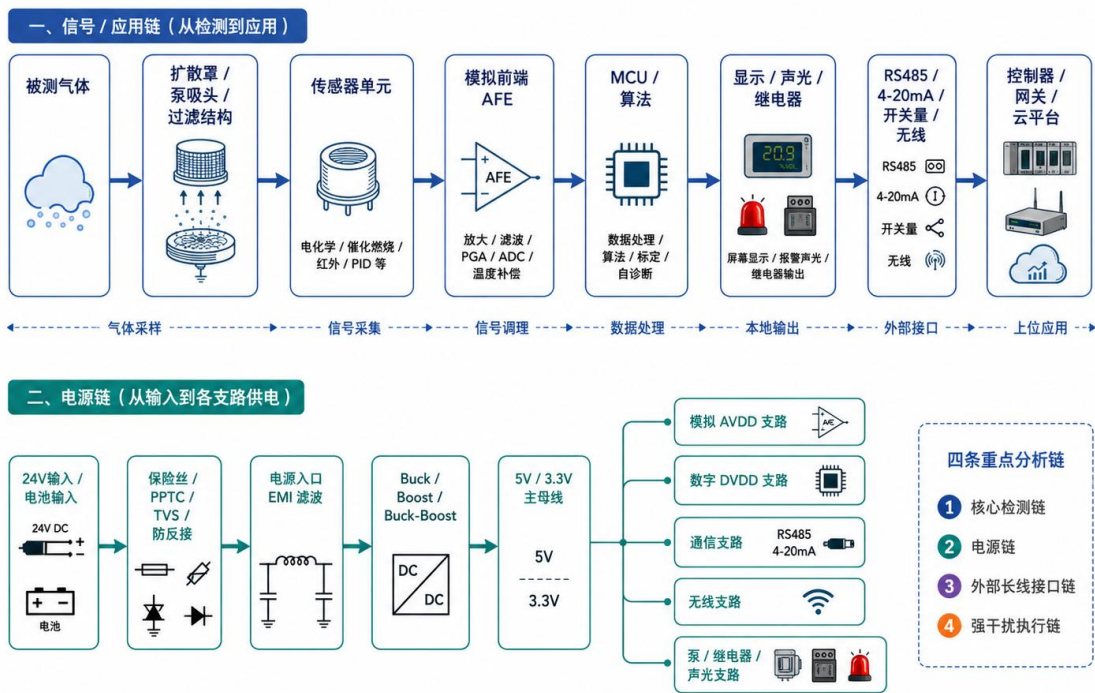 一、信号 / 应用链（从检测到应用）
被测气体
扩散罩 /
泵吸头 /
过滤结构
传感器单元
电化学 / 催化燃烧 /
红外 / PID 等
模拟前端
AFE
AFE
放大 / 滤波 /
PGA / ADC /
温度补偿
MCU /
算法
数据处理 /
算法 / 标定 /
自诊断
显示 / 声光 /
继电器
20.9
%VOL
屏幕显示 / 报警声光 /
继电器输出
RS485 /
4-20mA /
开关量 /
无线
RS485
4-20mA
开关量
无线
控制器 /
网关 /
云平台
气体采样
信号采集
信号调理
数据处理
本地输出
外部接口
上位应用
二、电源链（从输入到各支路供电）
24V输入 /
电池输入
24V DC
电池
保险丝 /
PPTC /
TVS /
防反接
电源入口
EMI 滤波
Buck /
Boost /
Buck-Boost
DC
DC
5V / 3.3V
主母线
5V
3.3V
模拟 AVDD 支路
数字 DVDD 支路
通信支路
RS485
4-20mA
无线支路
泵 / 继电器 /
声光支路
四条重点分析链
1 核心检测链
2 电源链
3 外部长线接口链
4 强干扰执行链